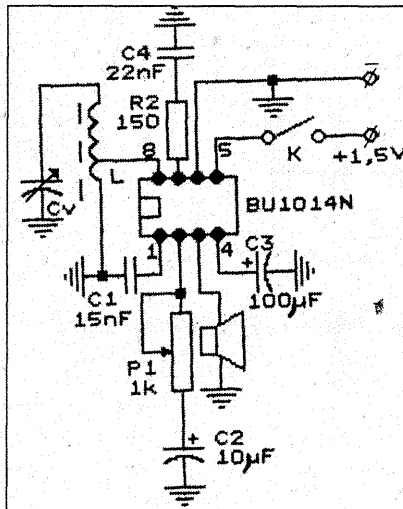 C4
22nF
R2
150
8
5
K
+1,5V
L
Cv
BU1014N
1
4
C3
+
100µF
C1
15nF
P1
1k
+
C2
10µF